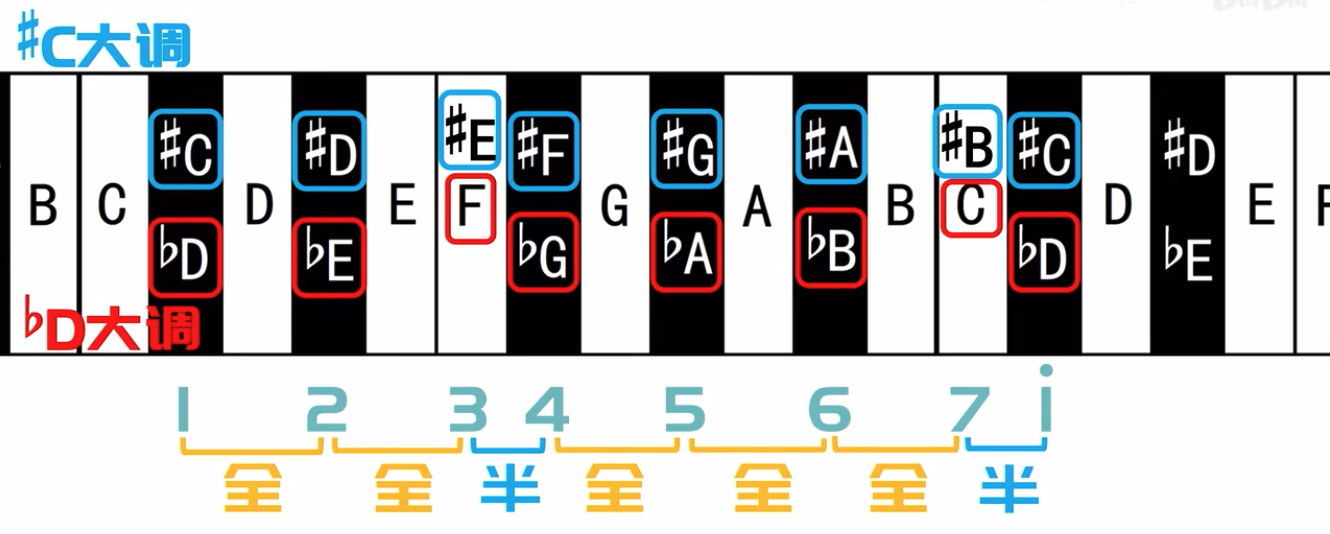 ♯C大调
♯C ♯D ♯E ♯F ♯G ♯A ♯B ♯C ♯D
B C D E F G A B C D E
♭D ♭E ♭G ♭A ♭B ♭D ♭E
♭D大调
1 2 3 4 5 6 7 i
全 全 半 全 全 全 半